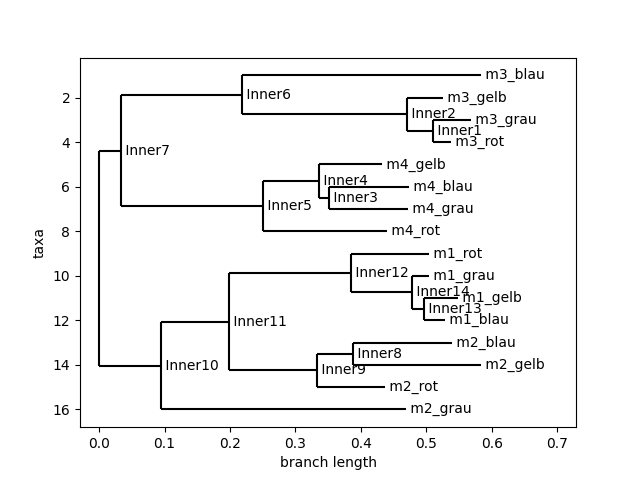 m3_blau
Inner6
2
m3_gelb
Inner2
m3_grau
Inner1
4
m3_rot
Inner7
m4_gelb
Inner4
6
m4_blau
Inner3
Inner5
m4_grau
8
m4_rot
taxa
m1_rot
10
Inner12
m1_grau
Inner14
m1_gelb
Inner13
12
Inner11
m1_blau
m2_blau
Inner8
14
Inner10
Inner9
m2_gelb
m2_rot
16
m2_grau
0.0 0.1 0.2 0.3 0.4 0.5 0.6 0.7
branch length